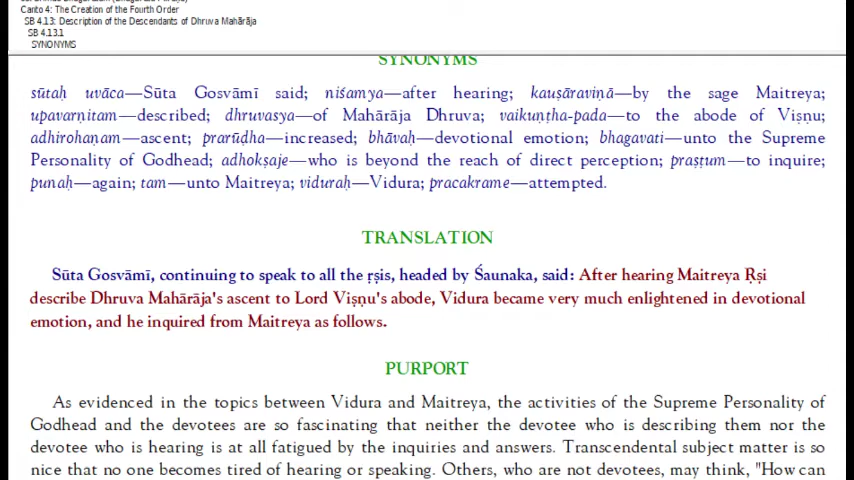 Canto 4: The Creation of the Fourth Order
SB 4.13: Description of the Descendants of Dhruva Mahārāja
SB 4.13.1
SYNONYMS
SYNONYMS
sūtaḥ uvāca—Sūta Gosvāmī said; niśamya—after hearing; kauṣāraviṇā—by the sage Maitreya;
upavarṇitam—described; dhruvasya—of Mahārāja Dhruva; vaikuṇṭha-pada—to the abode of Viṣṇu;
adhirohaṇam—ascent; prarūḍha—increased; bhāvaḥ—devotional emotion; bhagavati—unto the Supreme
Personality of Godhead; adhokṣaje—who is beyond the reach of direct perception; praṣṭum—to inquire;
punaḥ—again; tam—unto Maitreya; viduraḥ—Vidura; pracakrame—attempted.
TRANSLATION
Sūta Gosvāmī, continuing to speak to all the ṛṣis, headed by Śaunaka, said: After hearing Maitreya Ṛṣi
describe Dhruva Mahārāja's ascent to Lord Viṣṇu's abode, Vidura became very much enlightened in devotional
emotion, and he inquired from Maitreya as follows.
PURPORT
As evidenced in the topics between Vidura and Maitreya, the activities of the Supreme Personality of
Godhead and the devotees are so fascinating that neither the devotee who is describing them nor the
devotee who is hearing is at all fatigued by the inquiries and answers. Transcendental subject matter is so
nice that no one becomes tired of hearing or speaking. Others, who are not devotees, may think, "How can